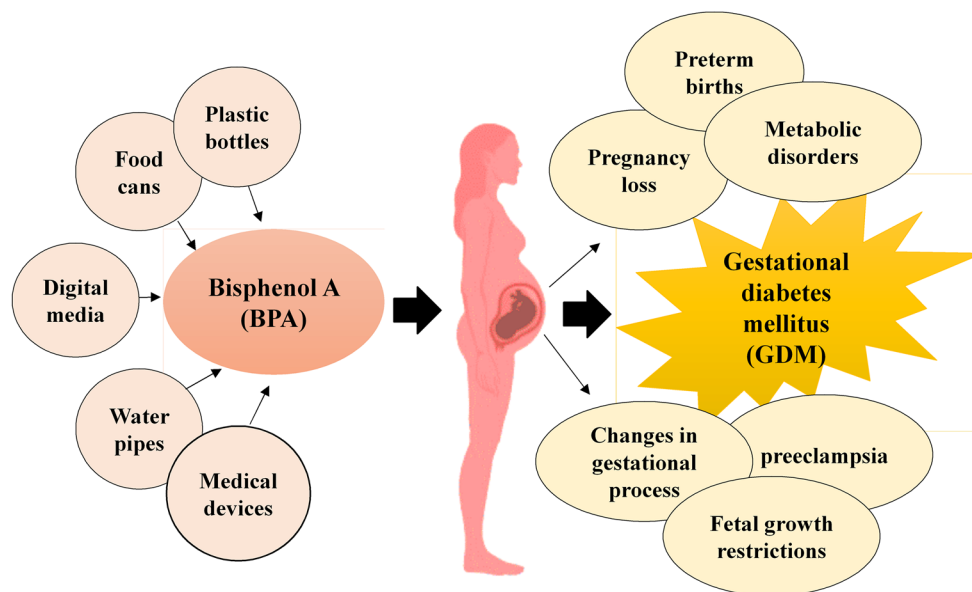 Plastic
bottles
Food
cans
Digital
media
Water
pipes
Medical
devices
Bisphenol A
(BPA)
Preterm
births
Pregnancy
loss
Metabolic
disorders
Gestational
diabetes
mellitus
(GDM)
Changes in
gestational
process
preeclampsia
Fetal growth
restrictions